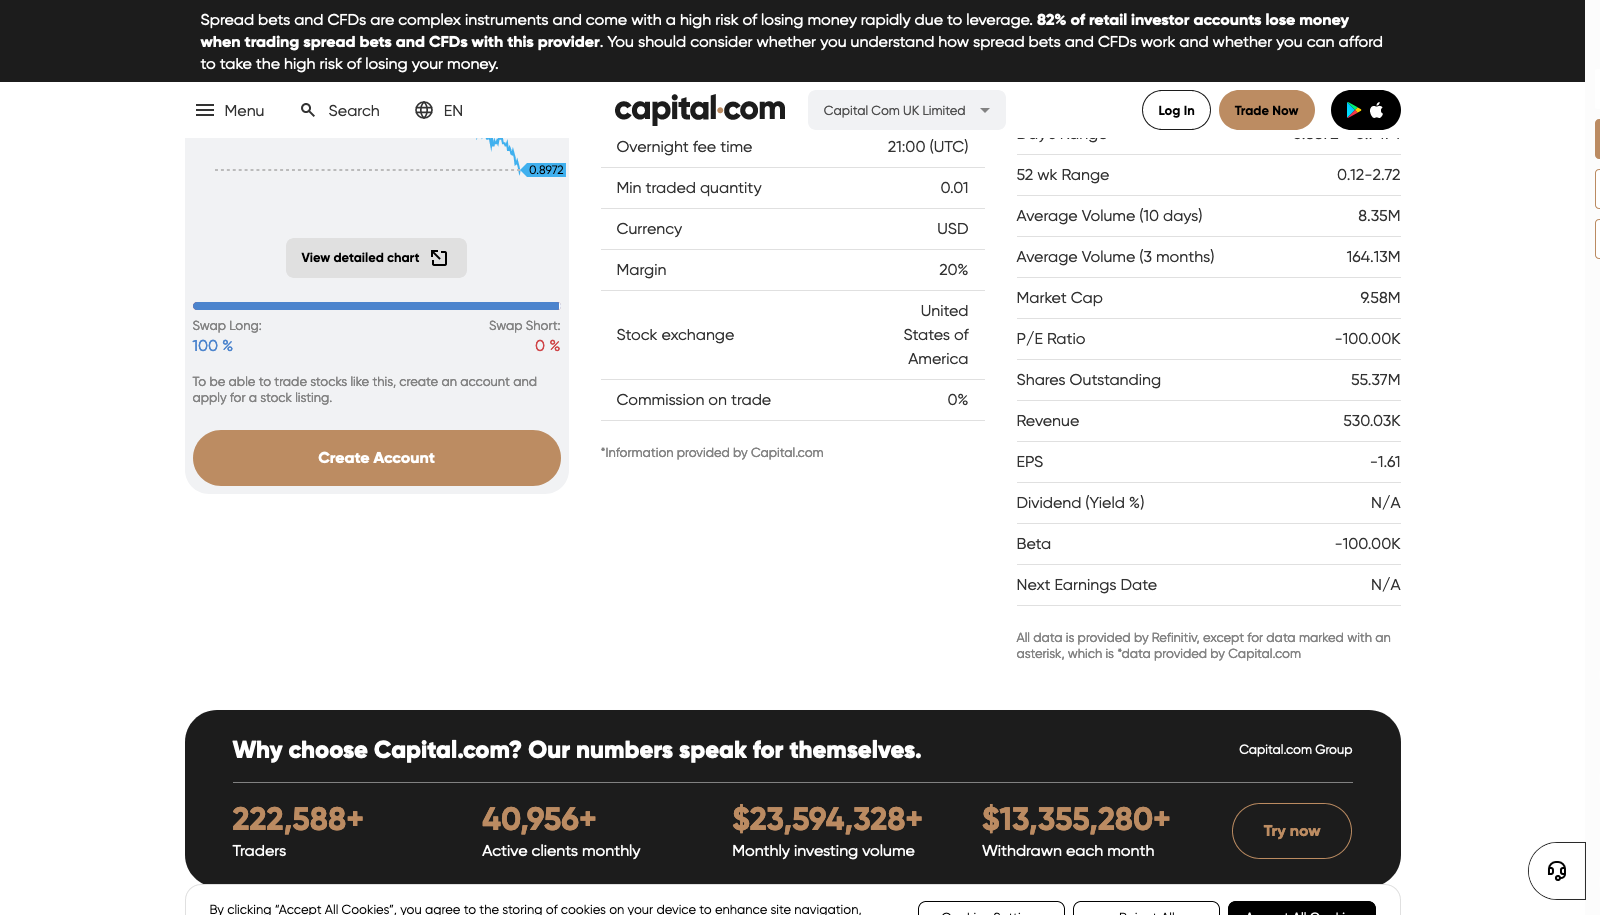 Spread bets and CFDs are complex instruments and come with a high risk of losing money rapidly due to leverage. 82% of retail investor accounts lose money
when trading spread bets and CFDs with this provider. You should consider whether you understand how spread bets and CFDs work and whether you can afford
to take the high risk of losing your money.
Menu
Search
EN
capital.com
Capital Com UK Limited
Log In
Trade Now
0.8972
View detailed chart
Swap Long:
Swap Short:
100 %
0 %
To be able to trade stocks like this, create an account and
apply for a stock listing.
Create Account
Overnight fee time
21:00 (UTC)
Min traded quantity
0.01
Currency
USD
Margin
20%
Stock exchange
United
States of
America
Commission on trade
0%
*Information provided by Capital.com
52 wk Range
0.12-2.72
Average Volume (10 days)
8.35M
Average Volume (3 months)
164.13M
Market Cap
9.58M
P/E Ratio
-100.00K
Shares Outstanding
55.37M
Revenue
530.03K
EPS
-1.61
Dividend (Yield %)
N/A
Beta
-100.00K
Next Earnings Date
N/A
All data is provided by Refinitiv, except for data marked with an
asterisk, which is *data provided by Capital.com
Why choose Capital.com? Our numbers speak for themselves.
Capital.com Group
222,588+
Traders
40,956+
Active clients monthly
$23,594,328+
Monthly investing volume
$13,355,280+
Withdrawn each month
Try now
By clicking “Accept All Cookies”, you agree to the storing of cookies on your device to enhance site navigation,